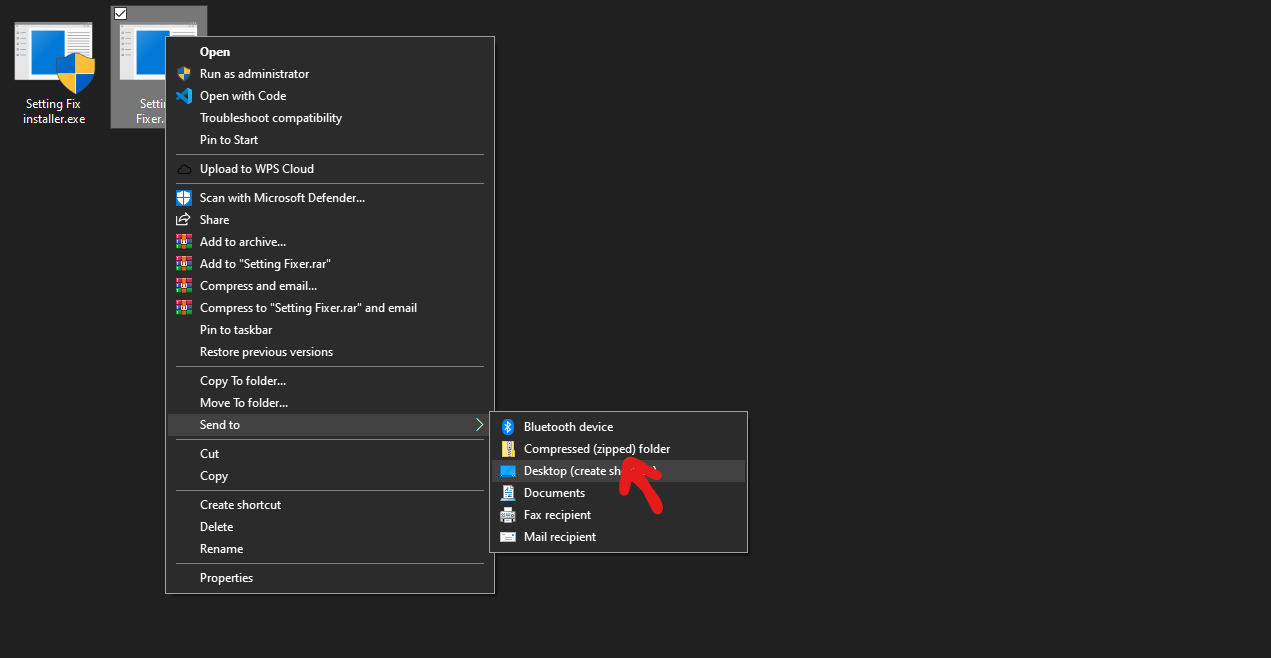 Setting Fix
installer.exe
Setti
Fixer.
Open
Run as administrator
Open with Code
Troubleshoot compatibility
Pin to Start
Upload to WPS Cloud
Scan with Microsoft Defender...
Share
Add to archive...
Add to "Setting Fixer.rar"
Compress and email...
Compress to "Setting Fixer.rar" and email
Pin to taskbar
Restore previous versions
Copy To folder...
Move To folder...
Send to
Cut
Copy
Create shortcut
Delete
Rename
Properties
Bluetooth device
Compressed (zipped) folder
Desktop (create
Documents
Fax recipient
Mail recipient